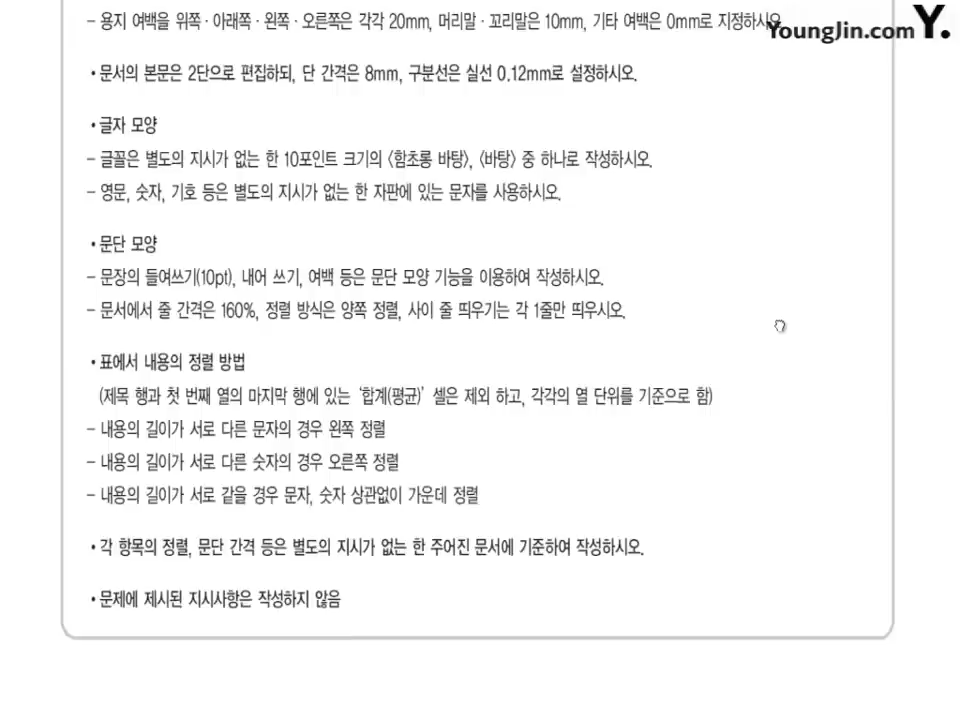 – 용지 여백을 위쪽 · 아래쪽 · 왼쪽 · 오른쪽은 각각 20mm, 머리말 · 꼬리말은 10mm, 기타 여백은 0mm로 지정하시오
YoungJin.com Y.
• 문서의 본문은 2단으로 편집하되, 단 간격은 8mm, 구분선은 실선 0.12mm로 설정하시오.
• 글자 모양
– 글꼴은 별도의 지시가 없는 한 10포인트 크기의 〈함초롱 바탕〉, 〈바탕〉 중 하나로 작성하시오.
– 영문, 숫자, 기호 등은 별도의 지시가 없는 한 자판에 있는 문자를 사용하시오.
• 문단 모양
– 문장의 들여쓰기(10pt), 내어 쓰기, 여백 등은 문단 모양 기능을 이용하여 작성하시오.
– 문서에서 줄 간격은 160%, 정렬 방식은 양쪽 정렬, 사이 줄 띄우기는 각 1줄만 띄우시오.
• 표에서 내용의 정렬 방법
(제목 행과 첫 번째 열의 마지막 행에 있는 ‘합계(평균)’ 셀은 제외 하고, 각각의 열 단위를 기준으로 함)
– 내용의 길이가 서로 다른 문자의 경우 왼쪽 정렬
– 내용의 길이가 서로 다른 숫자의 경우 오른쪽 정렬
– 내용의 길이가 서로 같을 경우 문자, 숫자 상관없이 가운데 정렬
• 각 항목의 정렬, 문단 간격 등은 별도의 지시가 없는 한 주어진 문서에 기준하여 작성하시오.
• 문제에 제시된 지시사항은 작성하지 않음